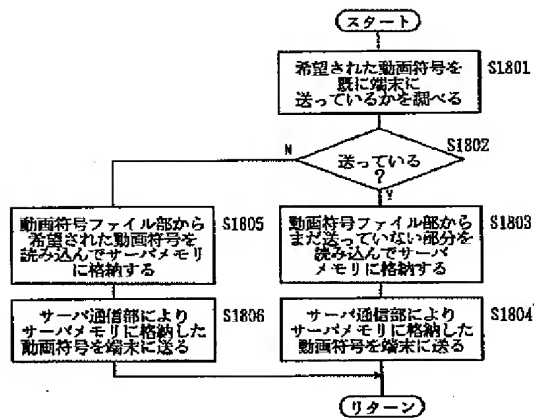 スタート
希望された動画符号を
既に端末に
送っているかを調べる
S1801
S1802
送っている
?
N
Y
動画符号ファイル部から
希望された動画符号を
読み込んでサーバメモリ
に格納する
S1805
動画符号ファイル部から
まだ送っていない部分を
読み込んでサーバ
メモリに格納する
S1803
サーバ通信部により
サーバメモリに格納した
動画符号を端末に送る
S1806
サーバ通信部により
サーバメモリに格納した
動画符号を端末に送る
S1804
リターン